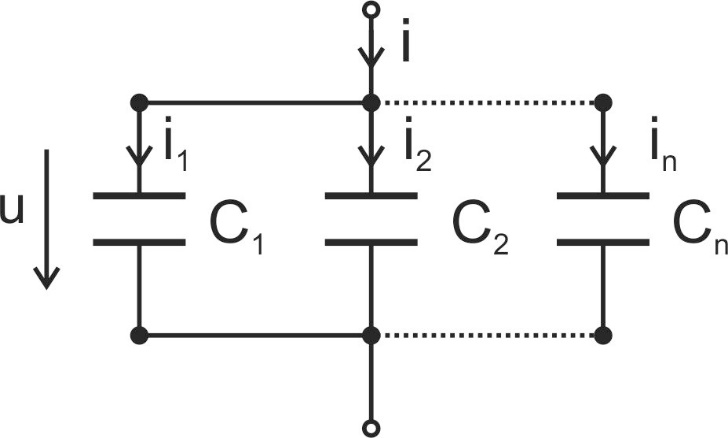 i
i₁ i₂ iₙ
u C₁ C₂ Cₙ